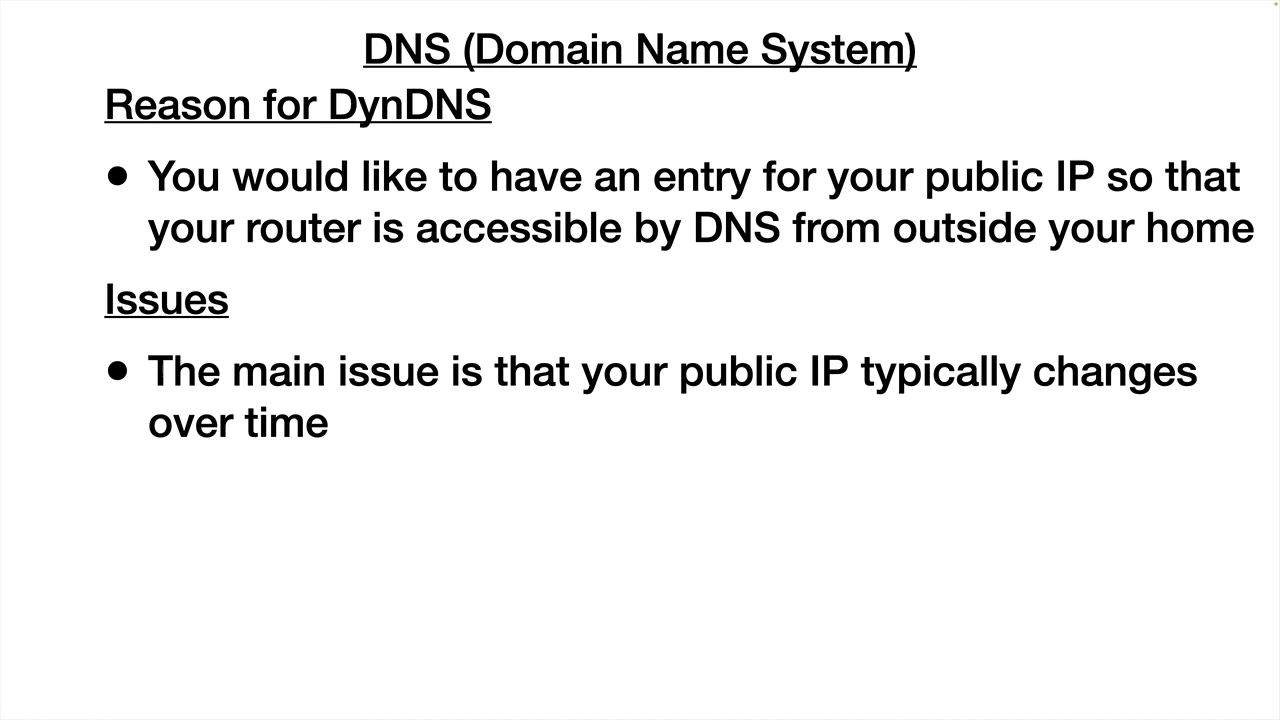 DNS (Domain Name System)
Reason for DynDNS
• You would like to have an entry for your public IP so that
your router is accessible by DNS from outside your home
Issues
• The main issue is that your public IP typically changes
over time